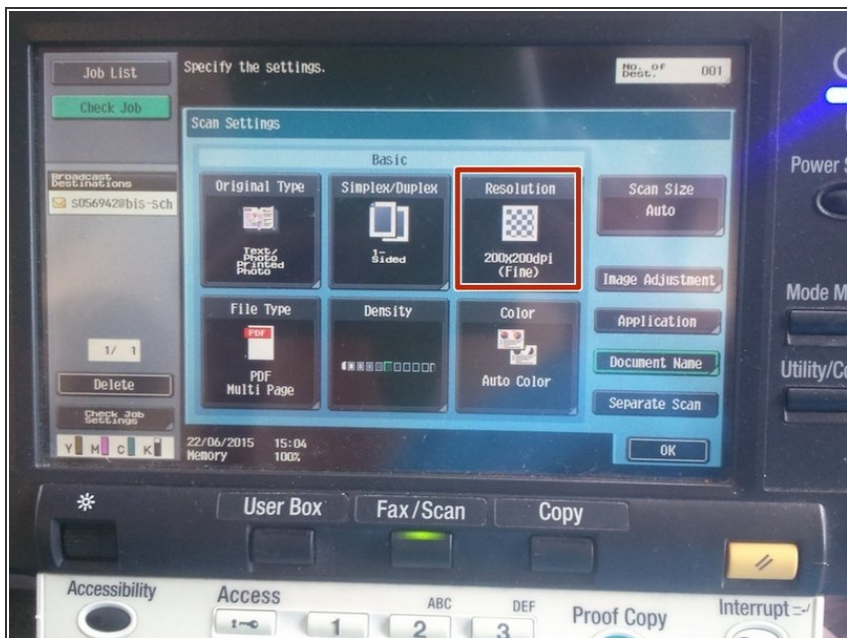 Job List
Check Job
Specify the settings.
No. of
Dest.
001
Scan Settings
Basic
Broadcast
Destinations
s056942@bis-sch
Original Type
Text/
Photo
Printed
Photo
Simplex/Duplex
1-
Sided
Resolution
200x200dpi
(Fine)
Scan Size
Auto
File Type
PDF
PDF
Multi Page
Density
Color
Auto Color
Image Adjustment
Application
Document Name
Separate Scan
OK
1/ 1
Delete
Check Job
Settings
Y M C K
22/06/2015 15:04
Memory 100%
Power S
Mode M
Utility/Co
User Box
Fax/Scan
Copy
Accessibility
Access
1
ABC
2
DEF
3
Proof Copy
Interrupt